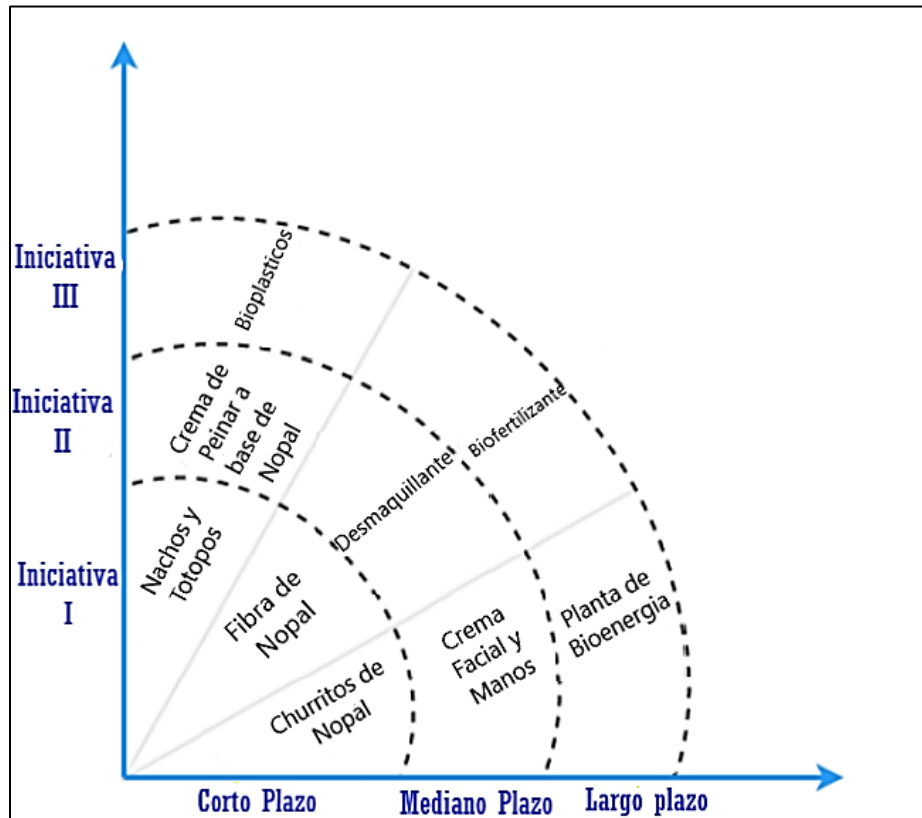 Iniciativa
III
Bioplasticos
Iniciativa
II
Crema de
Peinar a
base de
Nopal
Desmaquillante
Biofertilizante
Iniciativa
I
Nachos y
Totopos
Fibra de
Nopal
Churritos de
Nopal
Crema
Facial y
Manos
Planta de
Bioenergia
Corto Plazo
Mediano Plazo
Largo plazo